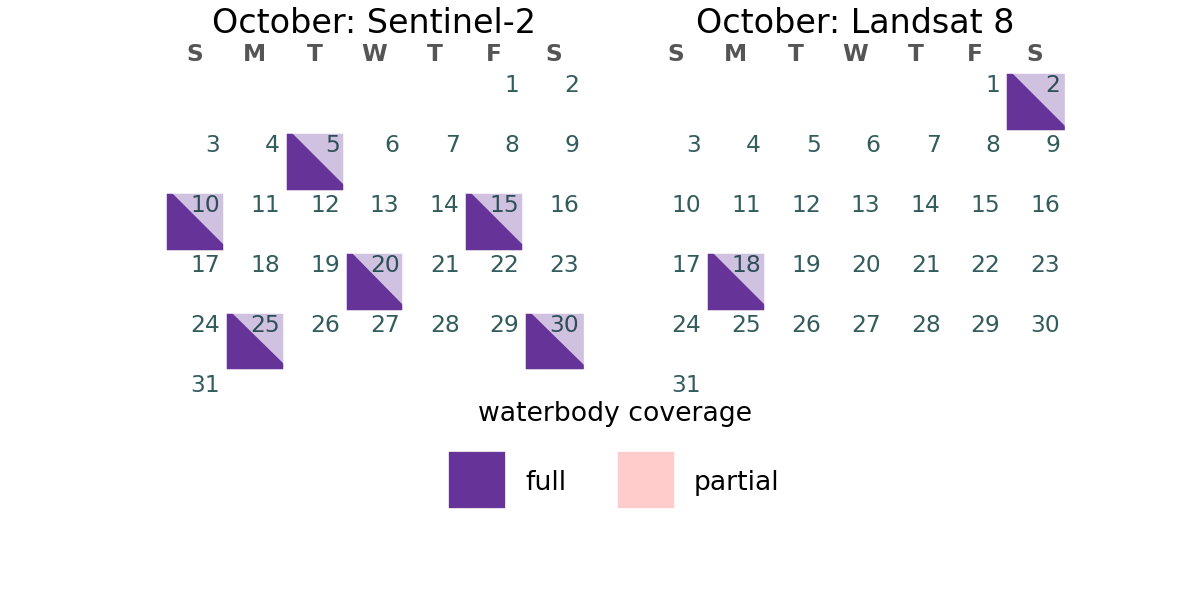 October: Sentinel-2
S M T W T F S
1 2
3 4 5 6 7 8 9
10 11 12 13 14 15 16
17 18 19 20 21 22 23
24 25 26 27 28 29 30
31
October: Landsat 8
S M T W T F S
1 2
3 4 5 6 7 8 9
10 11 12 13 14 15 16
17 18 19 20 21 22 23
24 25 26 27 28 29 30
31
waterbody coverage
full partial